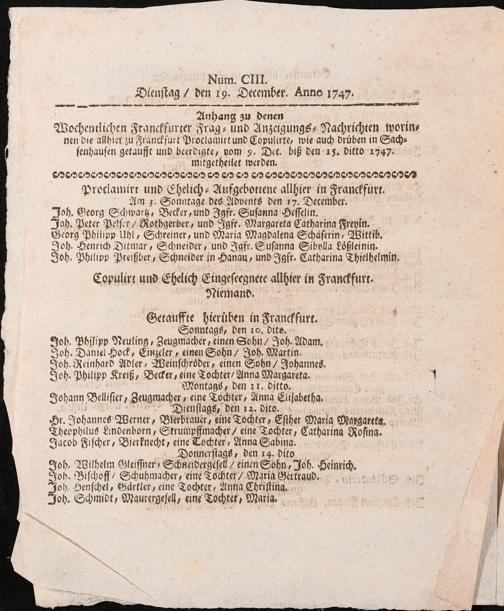 Num. CIII.
Dienstag / den 19. December. Anno 1747.
Anhang zu denen
Wochentlichen Franckfurter Frag- und Anzeigungs-Nachrichten worin-
nen die allhier zu Franckfurt Proclamirt und Copulirte, wie auch drüben in Sach-
senhausen getaufft und beerdigte, vom 9. Dec. biß den 15. ditto 1747.
mitgetheilet werden.
Proclamirt und Ehelich-Aufgebottene allhier in Franckfurt.
Am 3. Sonntage des Advents den 17. December.
Joh. Georg Schwartz, Becker, und Jgfr. Susanna Hesselin.
Joh. Peter Pelser / Rothgerber, und Jgfr. Margareta Catharina Freyin.
Georg Philipp Uhl, Schreiner, und Maria Magdalena Schäferin, Wittib.
Joh. Henrich Ditmar, Schneider, und Jgfr. Susanna Sibylla Lößleinin.
Joh. Philipp Preißber, Schneider in Hanau, und Jgfr. Catharina Thielhelmin.
Copulirt und Ehelich Eingeseegnete allhier in Franckfurt.
Niemand.
Getauffte hierüben in Franckfurt.
Sonntags, den 10. dito.
Joh. Philipp Neuling, Zeugmacher, einen Sohn / Joh. Adam.
Joh. Daniel Hock, Einzeler, einen Sohn / Joh. Martin.
Joh. Reinhard Adler, Weinschröder, einen Sohn / Johannes.
Joh. Philipp Kreiß, Becker, eine Tochter / Anna Margareta.
Montags, den 11. ditto.
Johann Bellisier, Zeugmacher, eine Tochter, Anna Elisabetha.
Dienstags, den 12. dito.
Hr. Johannes Werner, Bierbrauer, eine Tochter, Esther Maria Margareta.
Theophilus Lindenborn, Strumpffmacher, eine Tochter, Catharina Rosina.
Jacob Fischer, Bierknecht, eine Tochter, Anna Sabina.
Donnerstags, den 14. dito
Joh. Wilhelm Gleissner, Schneidergesell / einen Sohn, Joh. Heinrich.
Joh. Bischoff / Schuhmacher, eine Tochter / Maria Gertraud.
Joh. Henschel, Gärtler, eine Tochter, Anna Christina.
Joh. Schmidt, Maurergesell, eine Tochter, Maria.